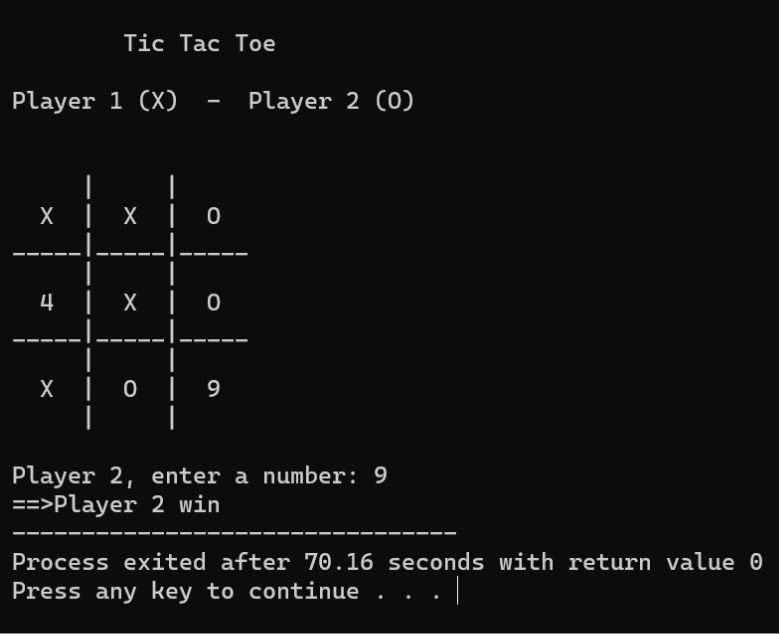 Tic Tac Toe
Player 1 (X)  -  Player 2 (O)
     |     |
  X  |  X  |  O
_____|_____|_____
     |     |
  4  |  X  |  O
_____|_____|_____
     |     |
  X  |  O  |  9
     |     |
Player 2, enter a number: 9
==>Player 2 win
--------------------------------
Process exited after 70.16 seconds with return value 0
Press any key to continue . . .